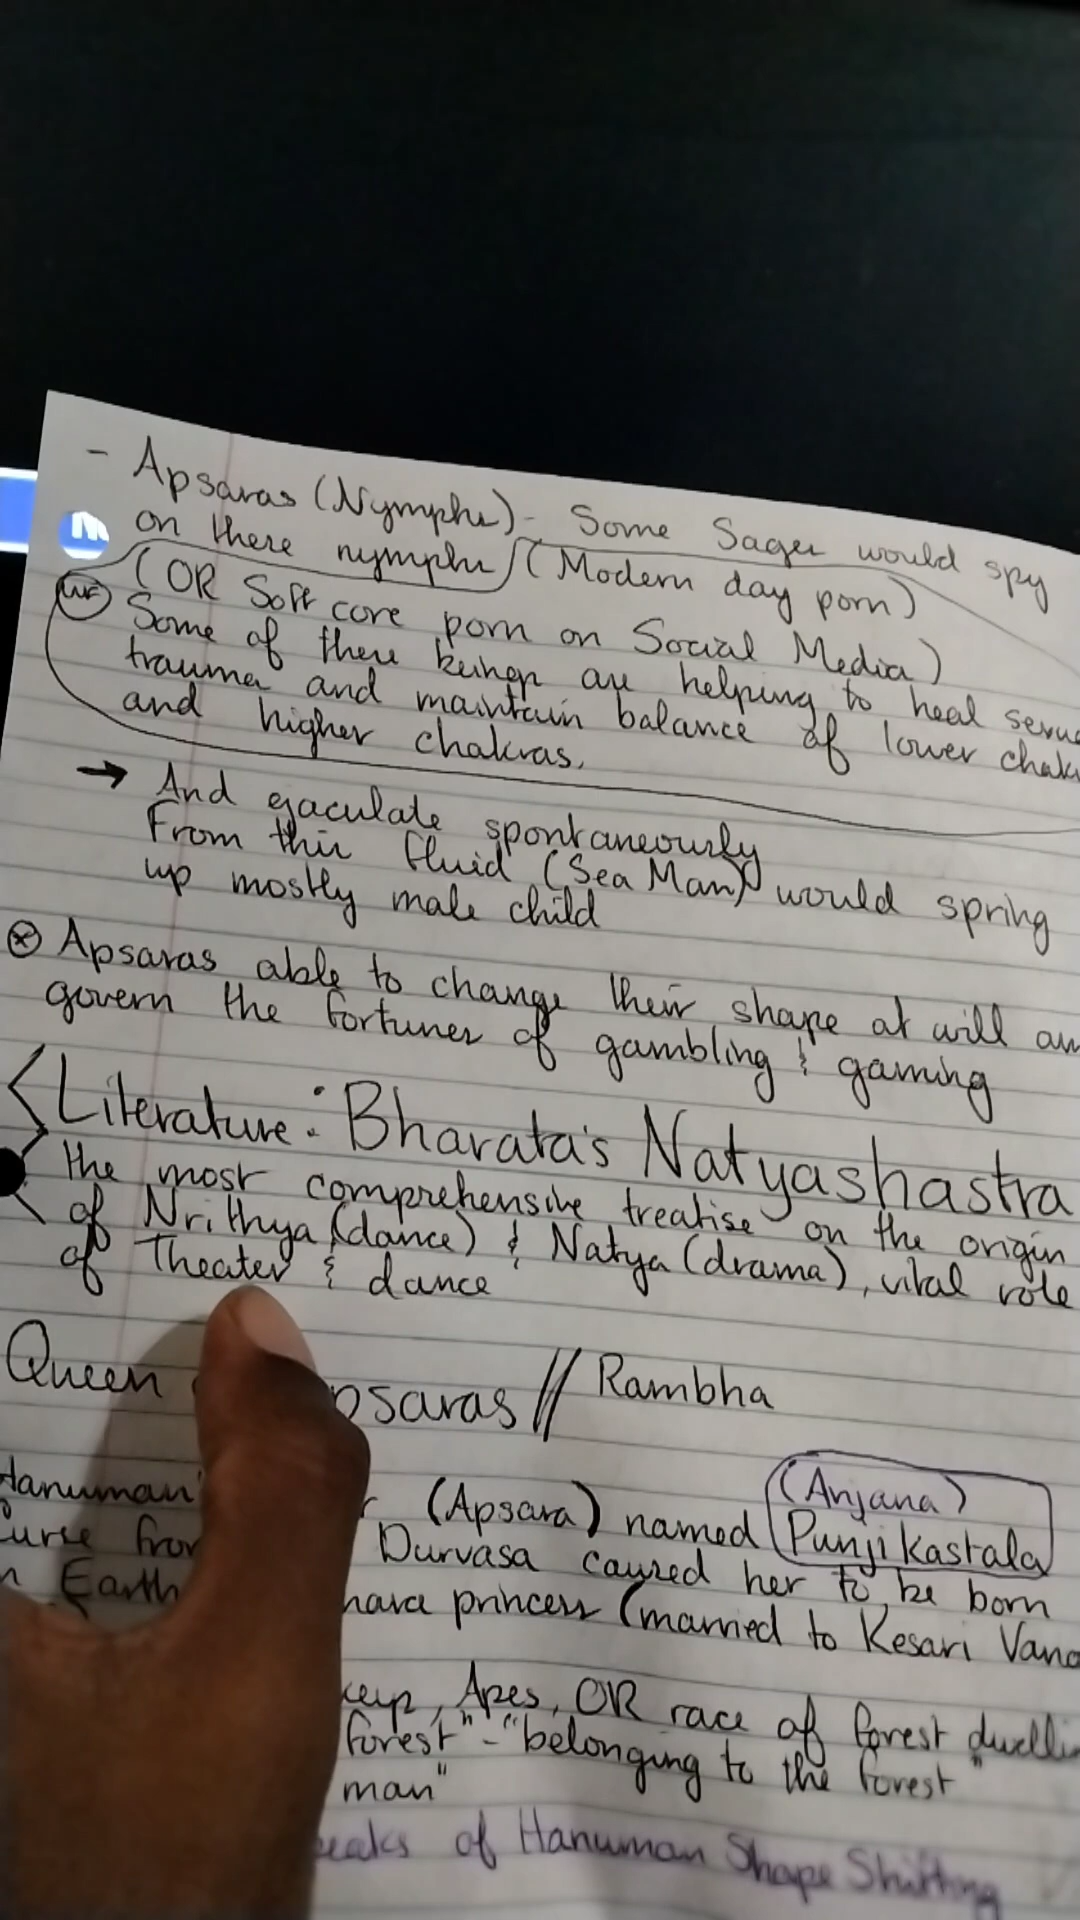 - Apsaras (Nymphs) - Some Sages would spy
on these nymphs (Modern day porn)
(OR Soft core porn on Social Media)
Some of these beings are helping to heal
trauma and maintain balance of lower
and higher chakras.
→ And ejaculate spontaneously
From this fluid (Sea Man) would spring
up mostly male child
⊗ Apsaras able to change their shape at will
govern the fortunes of gambling & gaming
Literature: Bharata's Natyashastra
the most comprehensive treatise on the origin
of Nrithya (dance) & Natya (drama), vital role
of Theater & dance
Queen psaras // Rambha
Hanuman' (Apsara) named (Anjana)
Punjikastala
Curse Durvasa caused her to be born
Earth princess (married to Kesari
Apes, OR race of forest
forest" - "belonging to the forest"
man"
of Hanuman Shape Shifting